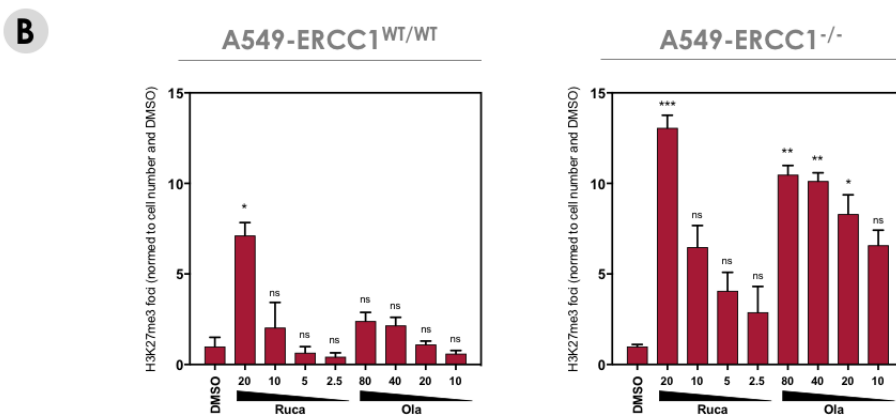 B
A549-ERCC1WT/WT
H3K27me3 foci (normed to cell number and DMSO)
15
10
5
0
*
ns
ns
ns
ns
ns
ns
ns
DMSO
20
10
5
2.5
80
40
20
10
Ruca
Ola
A549-ERCC1-/-
H3K27me3 foci (normed to cell number and DMSO)
15
10
5
0
***
ns
ns
ns
**
**
*
ns
DMSO
20
10
5
2.5
80
40
20
10
Ruca
Ola